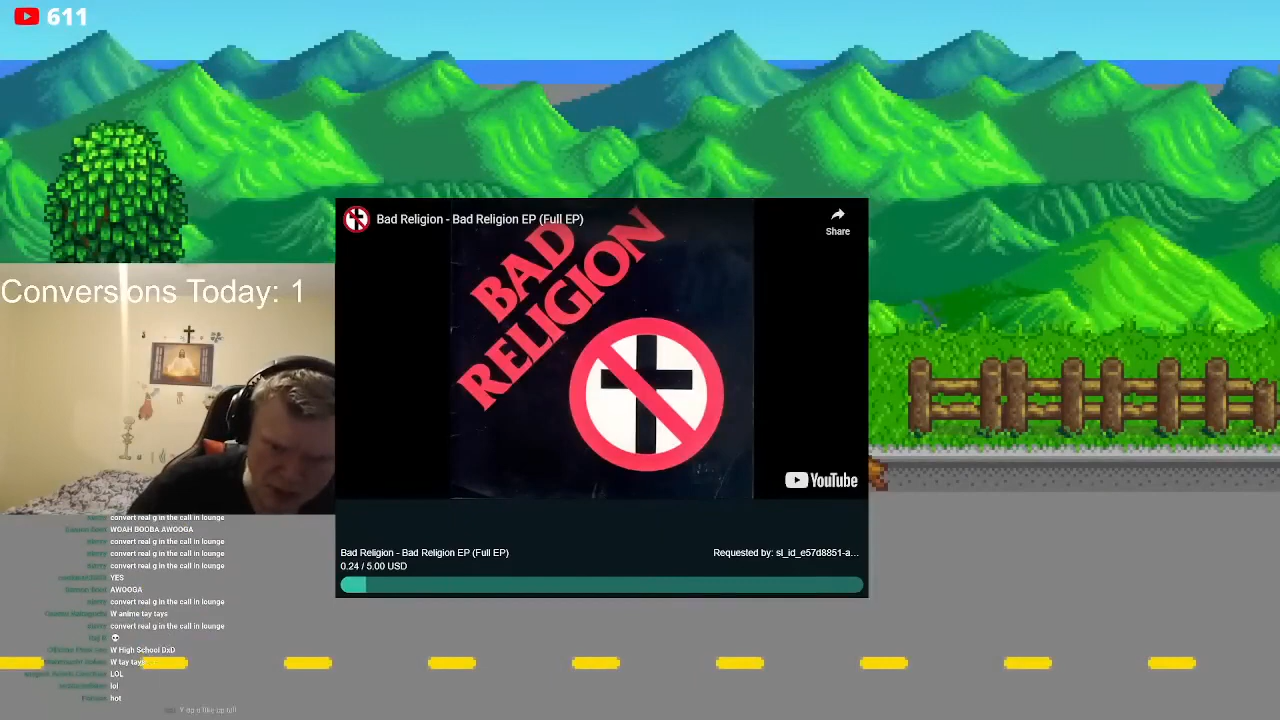 611
Bad Religion - Bad Religion EP (Full EP)
Share
BAD
RELIGION
Conversions Today: 1
YouTube
Bad Religion - Bad Religion EP (Full EP)
Requested by: sl_id_e57d8851-a...
0.24 / 5.00 USD
convert real g in the call in lounge
WOAH BOOBA AWOOGA
convert real g in the call in lounge
convert real g in the call in lounge
convert real g in the call in lounge
YES
AWOOGA
convert real g in the call in lounge
W anime tay tays
convert real g in the call in lounge
W High School DxD
W tay tays
LOL
lol
hot